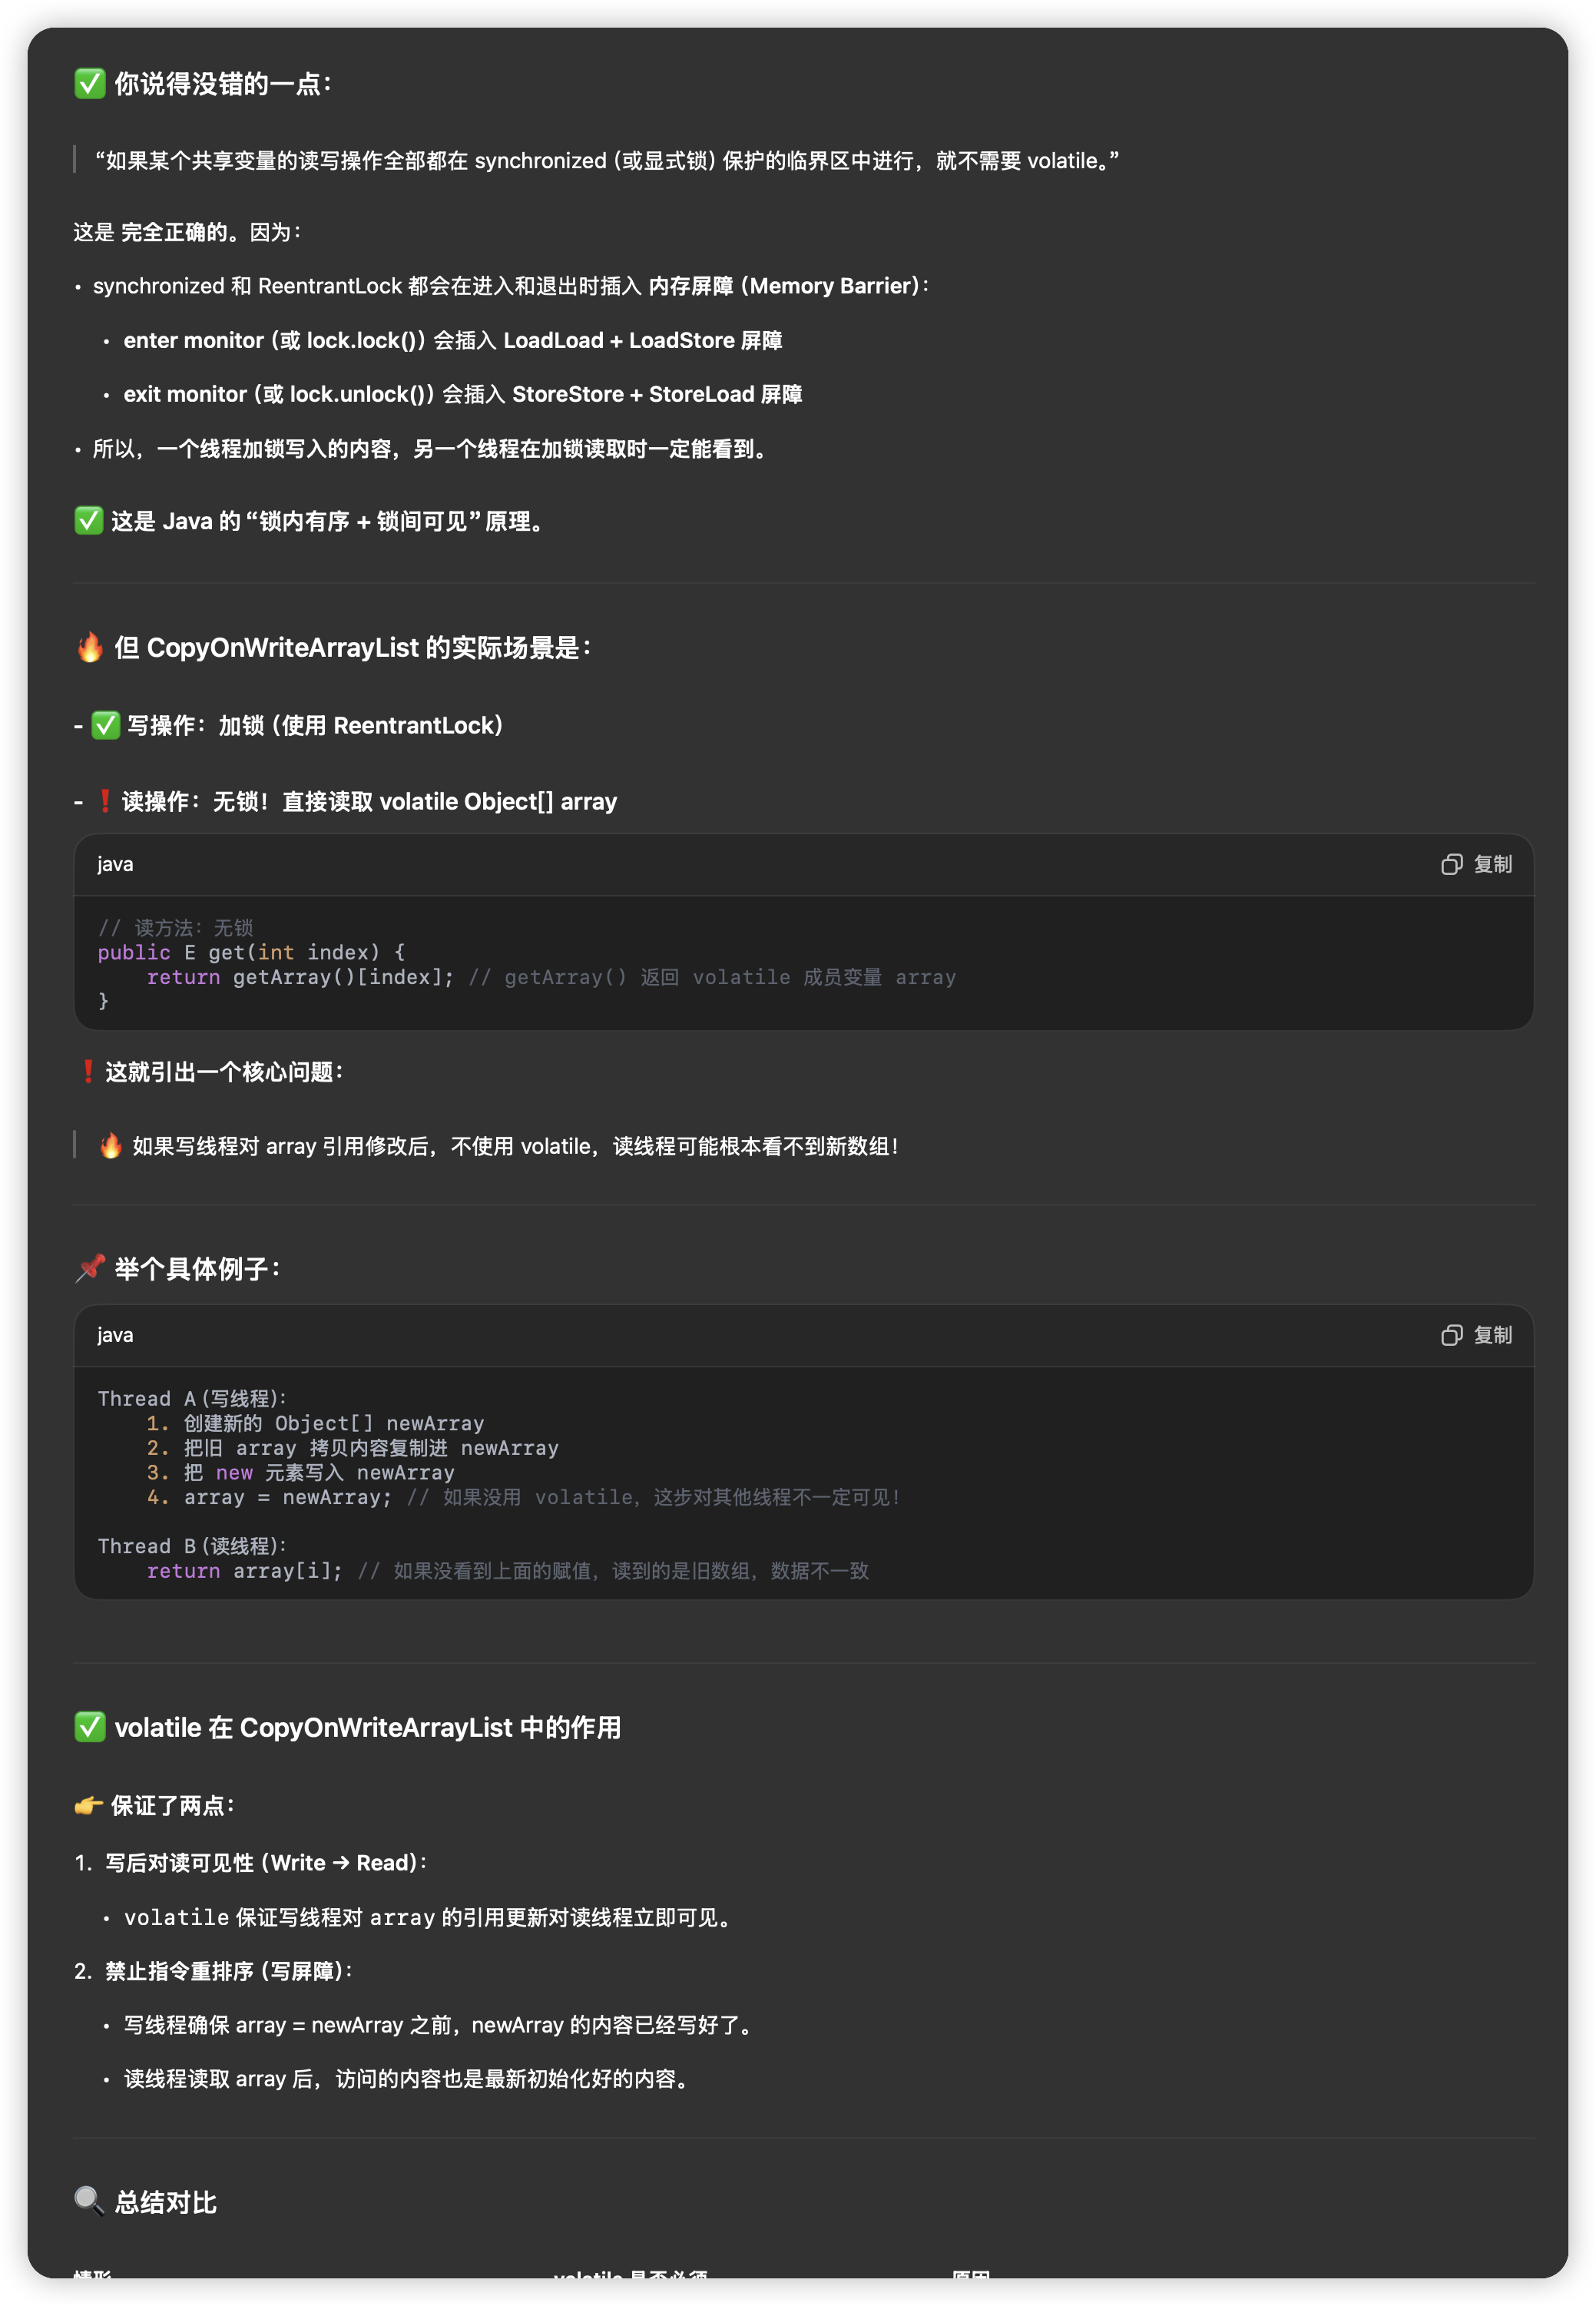 ✅ 你说得没错的一点：
“如果某个共享变量的读写操作全部都在 synchronized（或显式锁）保护的临界区中进行，就不需要 volatile。”
这是 完全正确的。因为：
• synchronized 和 ReentrantLock 都会在进入和退出时插入 内存屏障（Memory Barrier）：
• enter monitor（或 lock.lock()）会插入 LoadLoad + LoadStore 屏障
• exit monitor（或 lock.unlock()）会插入 StoreStore + StoreLoad 屏障
• 所以，一个线程加锁写入的内容，另一个线程在加锁读取时一定能看到。
✅ 这是 Java 的“锁内有序 + 锁间可见”原理。
🔥 但 CopyOnWriteArrayList 的实际场景是：
- ✅ 写操作：加锁（使用 ReentrantLock）
- ❗ 读操作：无锁！直接读取 volatile Object[] array
java
复制
// 读方法：无锁
public E get(int index) {
    return getArray()[index]; // getArray() 返回 volatile 成员变量 array
}
❗ 这就引出一个核心问题：
🔥 如果写线程对 array 引用修改后，不使用 volatile，读线程可能根本看不到新数组！
📌 举个具体例子：
java
复制
Thread A（写线程）：
    1. 创建新的 Object[] newArray
    2. 把旧 array 拷贝内容复制进 newArray
    3. 把 new 元素写入 newArray
    4. array = newArray; // 如果没用 volatile，这步对其他线程不一定可见！
Thread B（读线程）：
    return array[i]; // 如果没看到上面的赋值，读到的是旧数组，数据不一致
✅ volatile 在 CopyOnWriteArrayList 中的作用
👉 保证了两点：
1. 写后对读可见性（Write → Read）：
• volatile 保证写线程对 array 的引用更新对读线程立即可见。
2. 禁止指令重排序（写屏障）：
• 写线程确保 array = newArray 之前，newArray 的内容已经写好了。
• 读线程读取 array 后，访问的内容也是最新初始化好的内容。
🔍 总结对比
情形 volatile 是否必须 原因